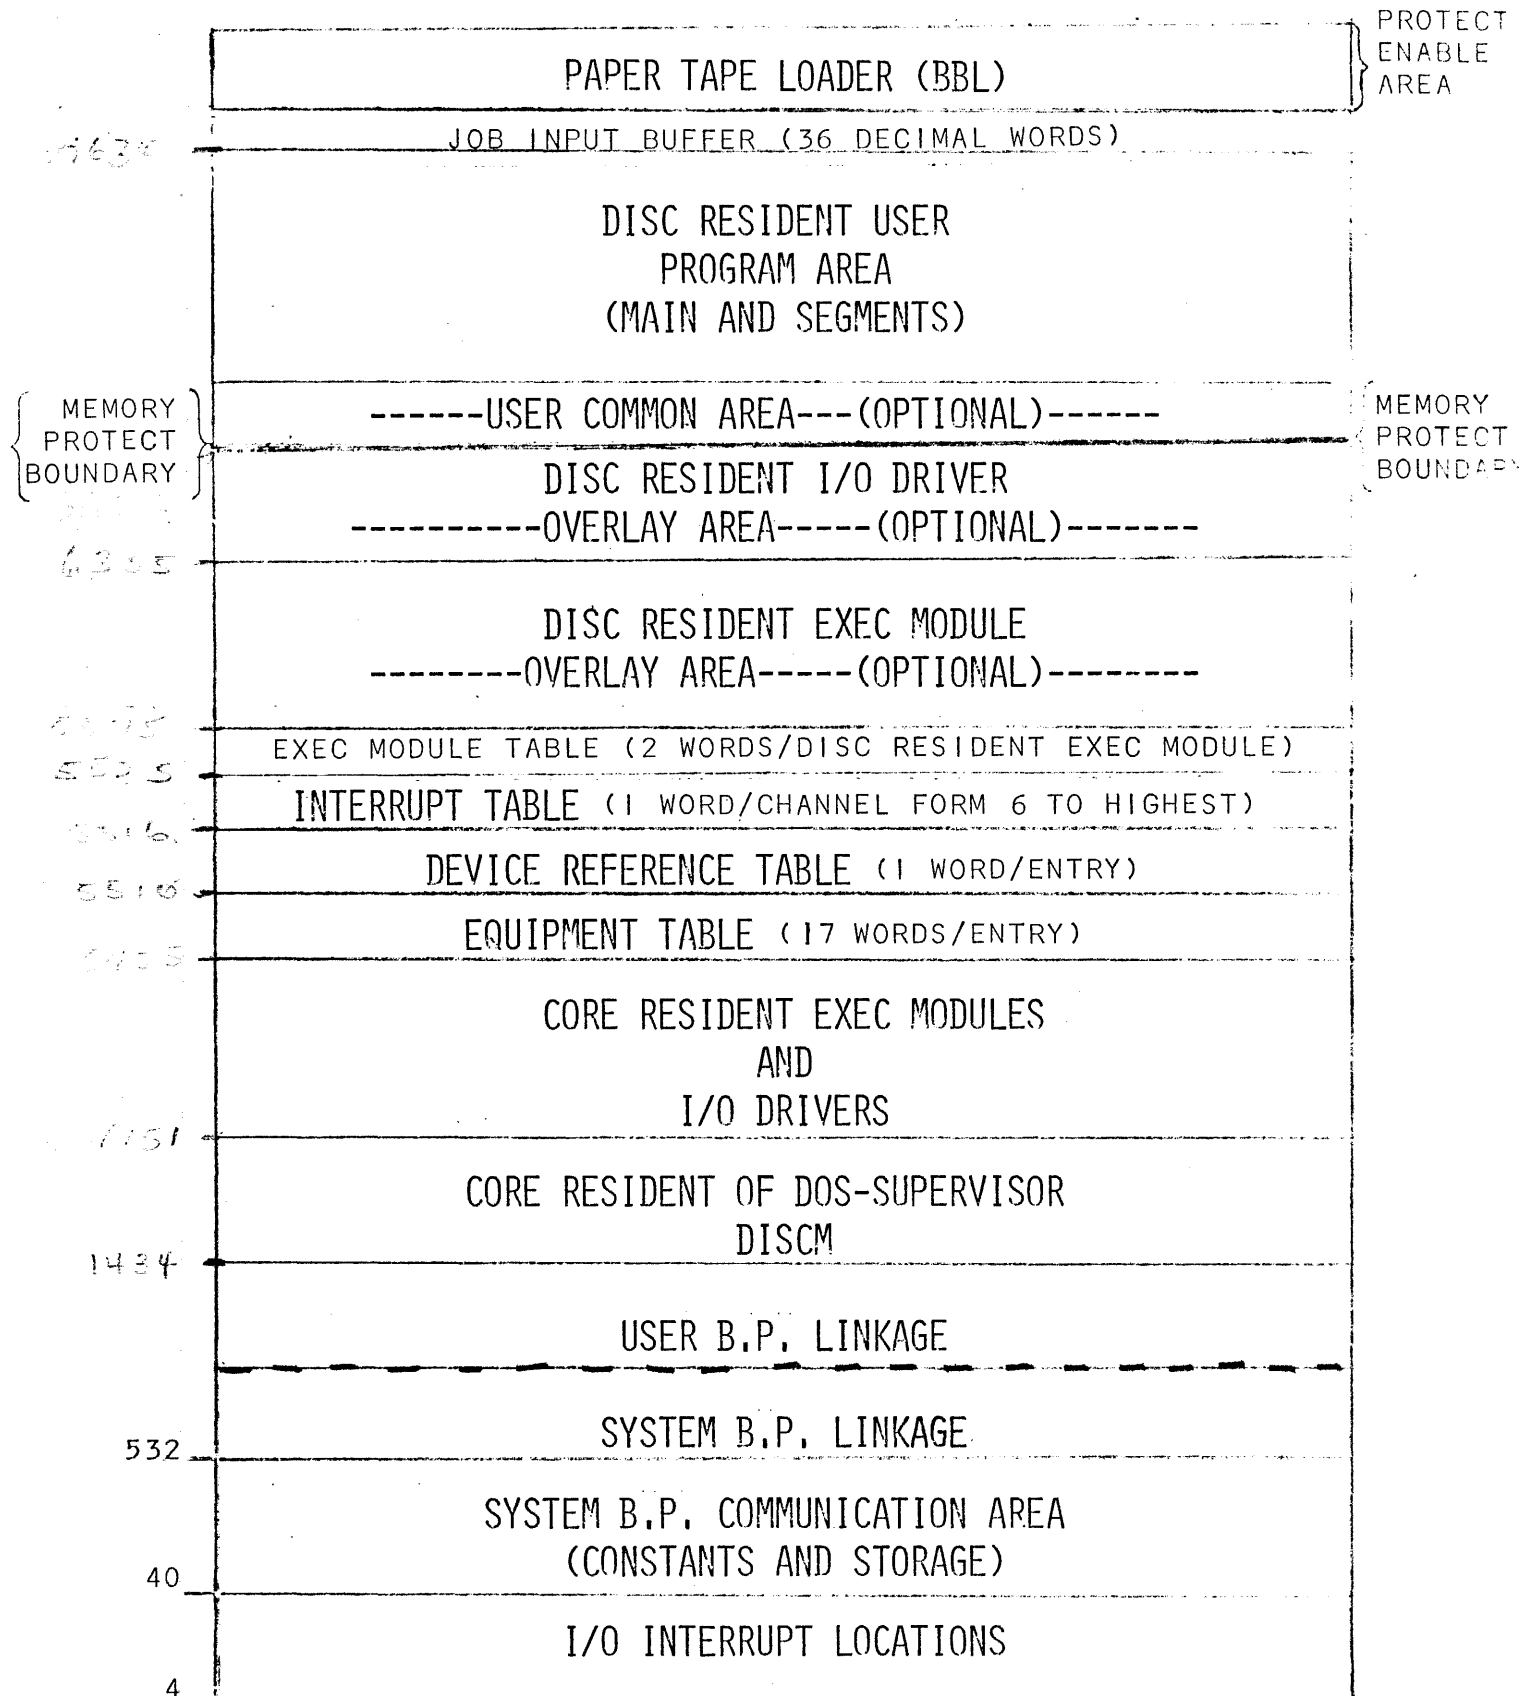 PROTECT
ENABLE
AREA
PAPER TAPE LOADER (BBL)
JOB INPUT BUFFER (36 DECIMAL WORDS)
DISC RESIDENT USER
PROGRAM AREA
(MAIN AND SEGMENTS)
MEMORY
PROTECT
BOUNDARY
------USER COMMON AREA---(OPTIONAL)------
MEMORY
PROTECT
BOUNDARY
DISC RESIDENT I/O DRIVER
----------OVERLAY AREA-----(OPTIONAL)-------
DISC RESIDENT EXEC MODULE
--------OVERLAY AREA-----(OPTIONAL)--------
EXEC MODULE TABLE (2 WORDS/DISC RESIDENT EXEC MODULE)
INTERRUPT TABLE (1 WORD/CHANNEL FORM 6 TO HIGHEST)
DEVICE REFERENCE TABLE (1 WORD/ENTRY)
EQUIPMENT TABLE (17 WORDS/ENTRY)
CORE RESIDENT EXEC MODULES
AND
I/O DRIVERS
CORE RESIDENT OF DOS-SUPERVISOR
DISCM
1434
USER B.P. LINKAGE
SYSTEM B.P. LINKAGE
532
SYSTEM B.P. COMMUNICATION AREA
(CONSTANTS AND STORAGE)
40
I/O INTERRUPT LOCATIONS
4